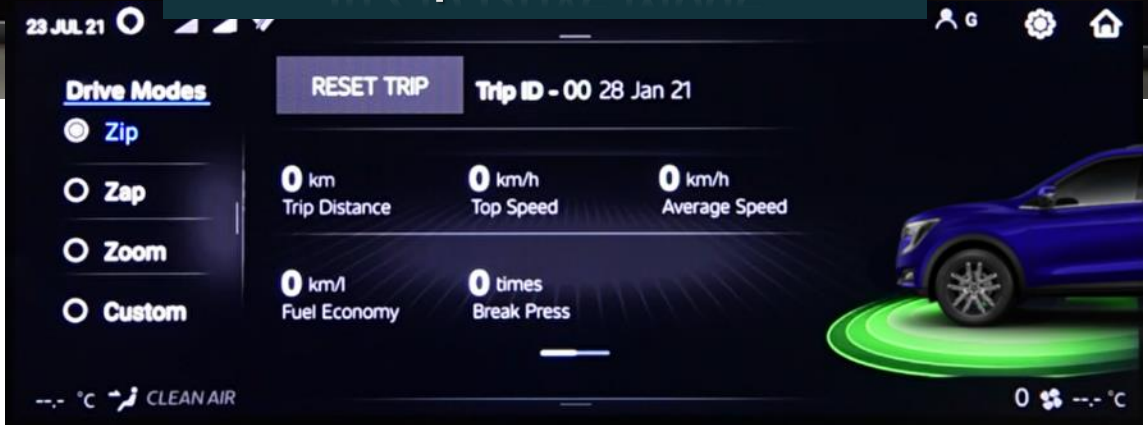 23 JUL 21
G
Drive Modes
Zip
Zap
Zoom
Custom
RESET TRIP
Trip ID - 00 28 Jan 21
0 km
Trip Distance
0 km/h
Top Speed
0 km/h
Average Speed
0 km/l
Fuel Economy
0 times
Break Press
--.- °C CLEAN AIR
0 --.- °C